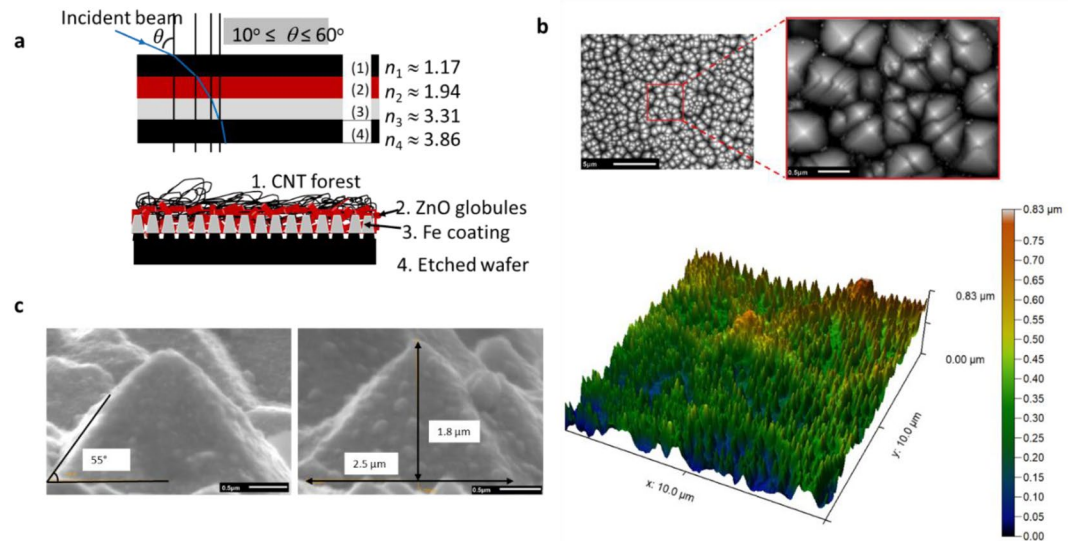 a
Incident beam
θ
10° ≤ θ ≤ 60°
(1) n1 ≈ 1.17
(2) n2 ≈ 1.94
(3) n3 ≈ 3.31
(4) n4 ≈ 3.86
1. CNT forest
2. ZnO globules
3. Fe coating
4. Etched wafer
b
5µm
0.5µm
0.83 µm
0.75
0.70
0.65
0.60
0.55
0.50
0.45
0.40
0.35
0.30
0.25
0.20
0.15
0.10
0.05
0.00
0.83 µm
0.00 µm
x: 10.0 µm
y: 10.0 µm
c
55°
0.5µm
1.8 µm
2.5 µm
0.5µm